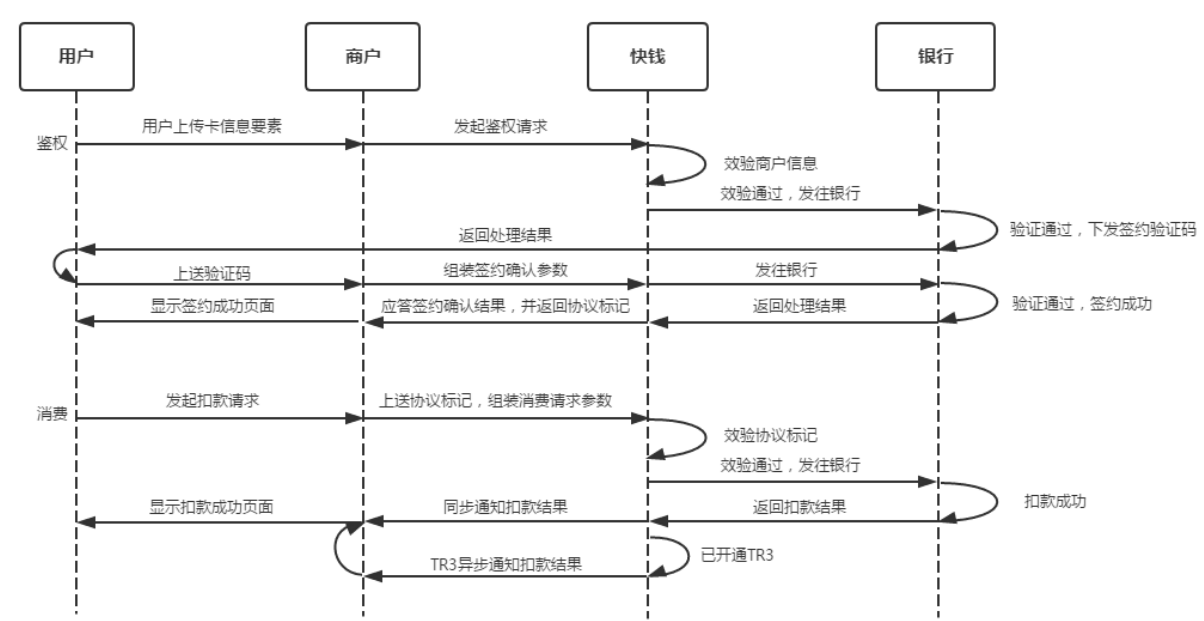 用户
商户
快钱
银行
鉴权
用户上传卡信息要素
发起鉴权请求
效验商户信息
效验通过，发往银行
验证通过，下发签约验证码
返回处理结果
上送验证码
组装签约确认参数
发往银行
显示签约成功页面
应答签约确认结果，并返回协议标记
返回处理结果
验证通过，签约成功
消费
发起扣款请求
上送协议标记，组装消费请求参数
效验协议标记
效验通过，发往银行
显示扣款成功页面
同步通知扣款结果
返回扣款结果
扣款成功
TR3异步通知扣款结果
已开通TR3